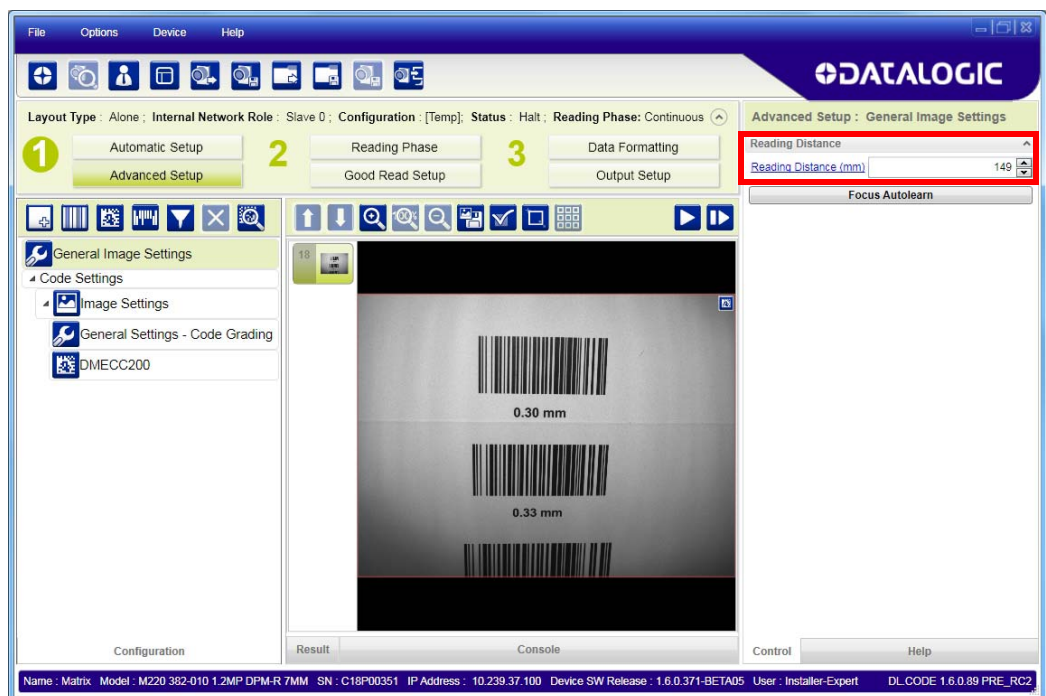 File Options Device Help
DATALOGIC
Layout Type : Alone ; Internal Network Role : Slave 0 ; Configuration : [Temp]; Status : Halt ; Reading Phase: Continuous
Advanced Setup : General Image Settings
1 Automatic Setup 2 Reading Phase 3 Data Formatting
Advanced Setup Good Read Setup Output Setup
Reading Distance
Reading Distance (mm) 149
Focus Autolearn
General Image Settings
Code Settings
Image Settings
General Settings - Code Grading
DMECC200
18
0.30 mm
0.33 mm
Configuration Result Console Control Help
Name : Matrix Model : M220 382-010 1.2MP DPM-R 7MM SN : C18P00351 IP Address : 10.239.37.100 Device SW Release : 1.6.0.371-BETA05 User : Installer-Expert DL.CODE 1.6.0.89 PRE_RC2